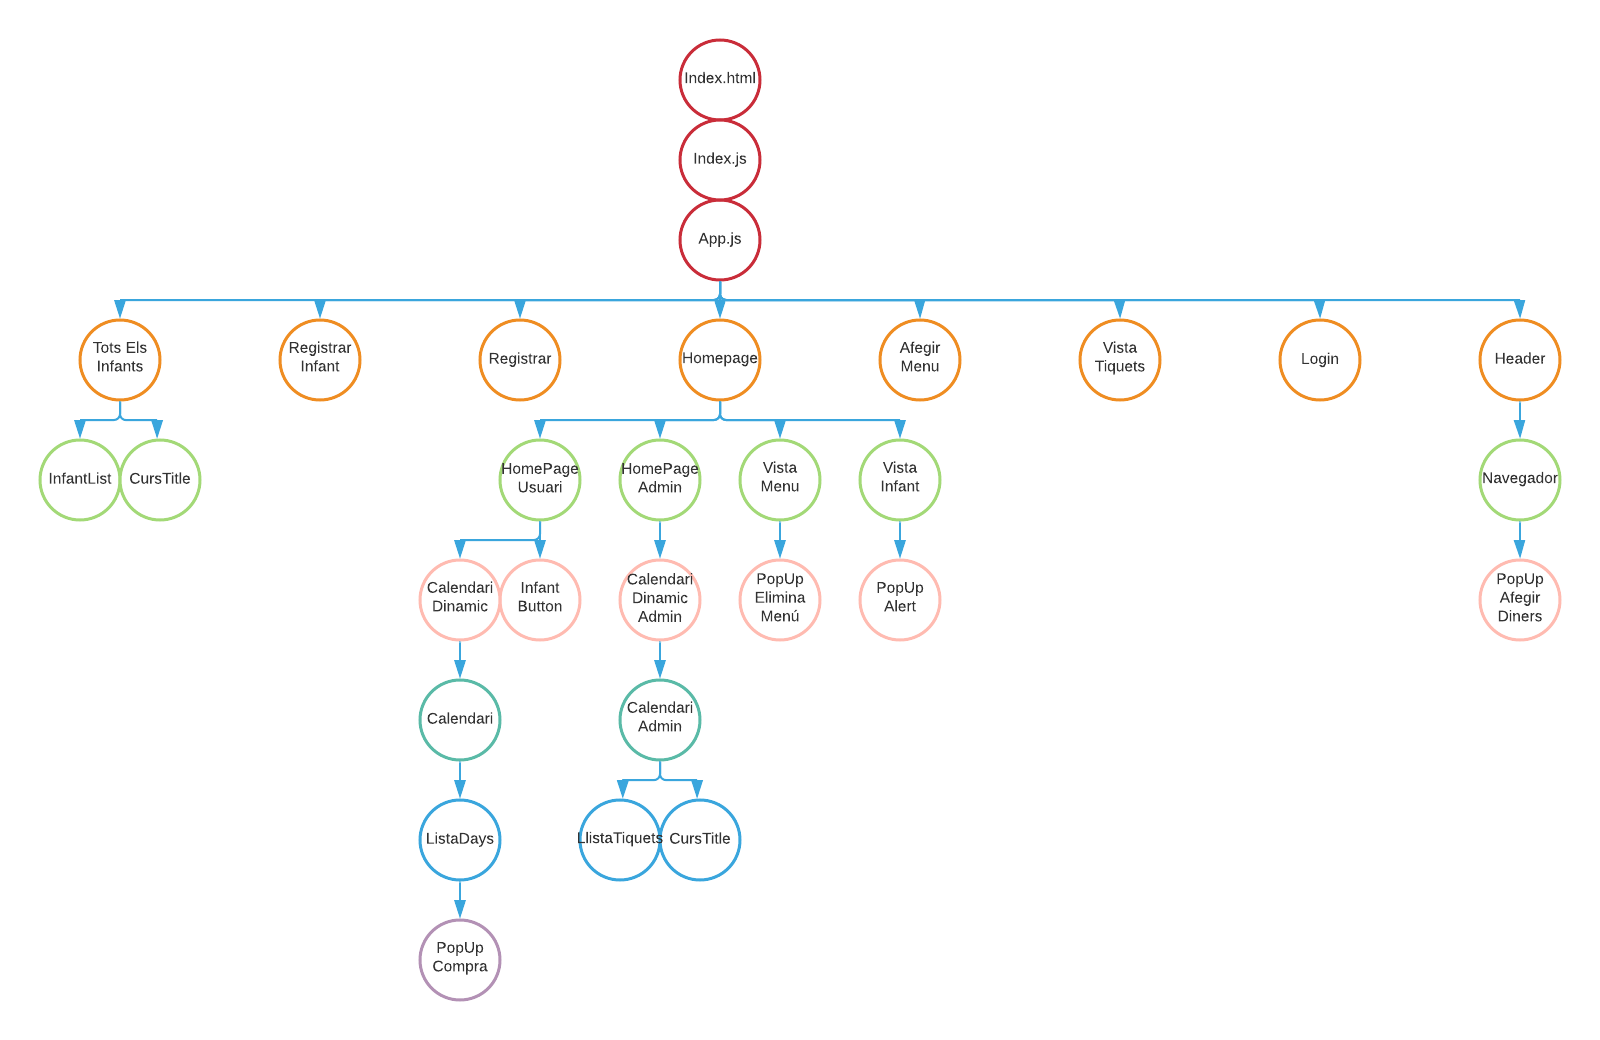 Index.html
Index.js
App.js
Tots Els
Infants
Registrar
Infant
Registrar
Homepage
Afegir
Menu
Vista
Tiquets
Login
Header
InfantList
CursTitle
HomePage
Usuari
HomePage
Admin
Vista
Menu
Vista
Infant
Navegador
Calendari
Dinamic
Infant
Button
Calendari
Dinamic
Admin
PopUp
Elimina
Menú
PopUp
Alert
PopUp
Afegir
Diners
Calendari
Calendari
Admin
ListaDays
LlistaTiquets
CursTitle
PopUp
Compra